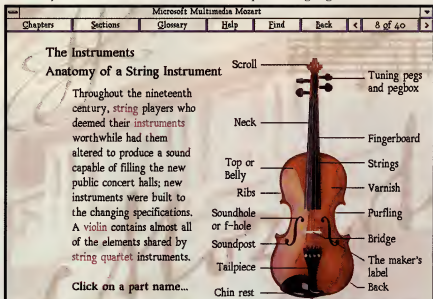 Microsoft Multimedia Mozart
Chapters Sections Glossary Help Find Back < 8 of 40 >
The Instruments
Anatomy of a String Instrument
Throughout the nineteenth
century, string players who
deemed their instruments
worthwhile had them
altered to produce a sound
capable of filling the new
public concert halls; new
instruments were built to
the changing specifications.
A violin contains almost all
of the elements shared by
string quartet instruments.
Click on a part name...
Scroll
Neck
Top or
Belly
Ribs
Soundhole
or f-hole
Soundpost
Tailpiece
Chin rest
Tuning pegs
and pegbox
Fingerboard
Strings
Varnish
Purfling
Bridge
The maker's
label
Back